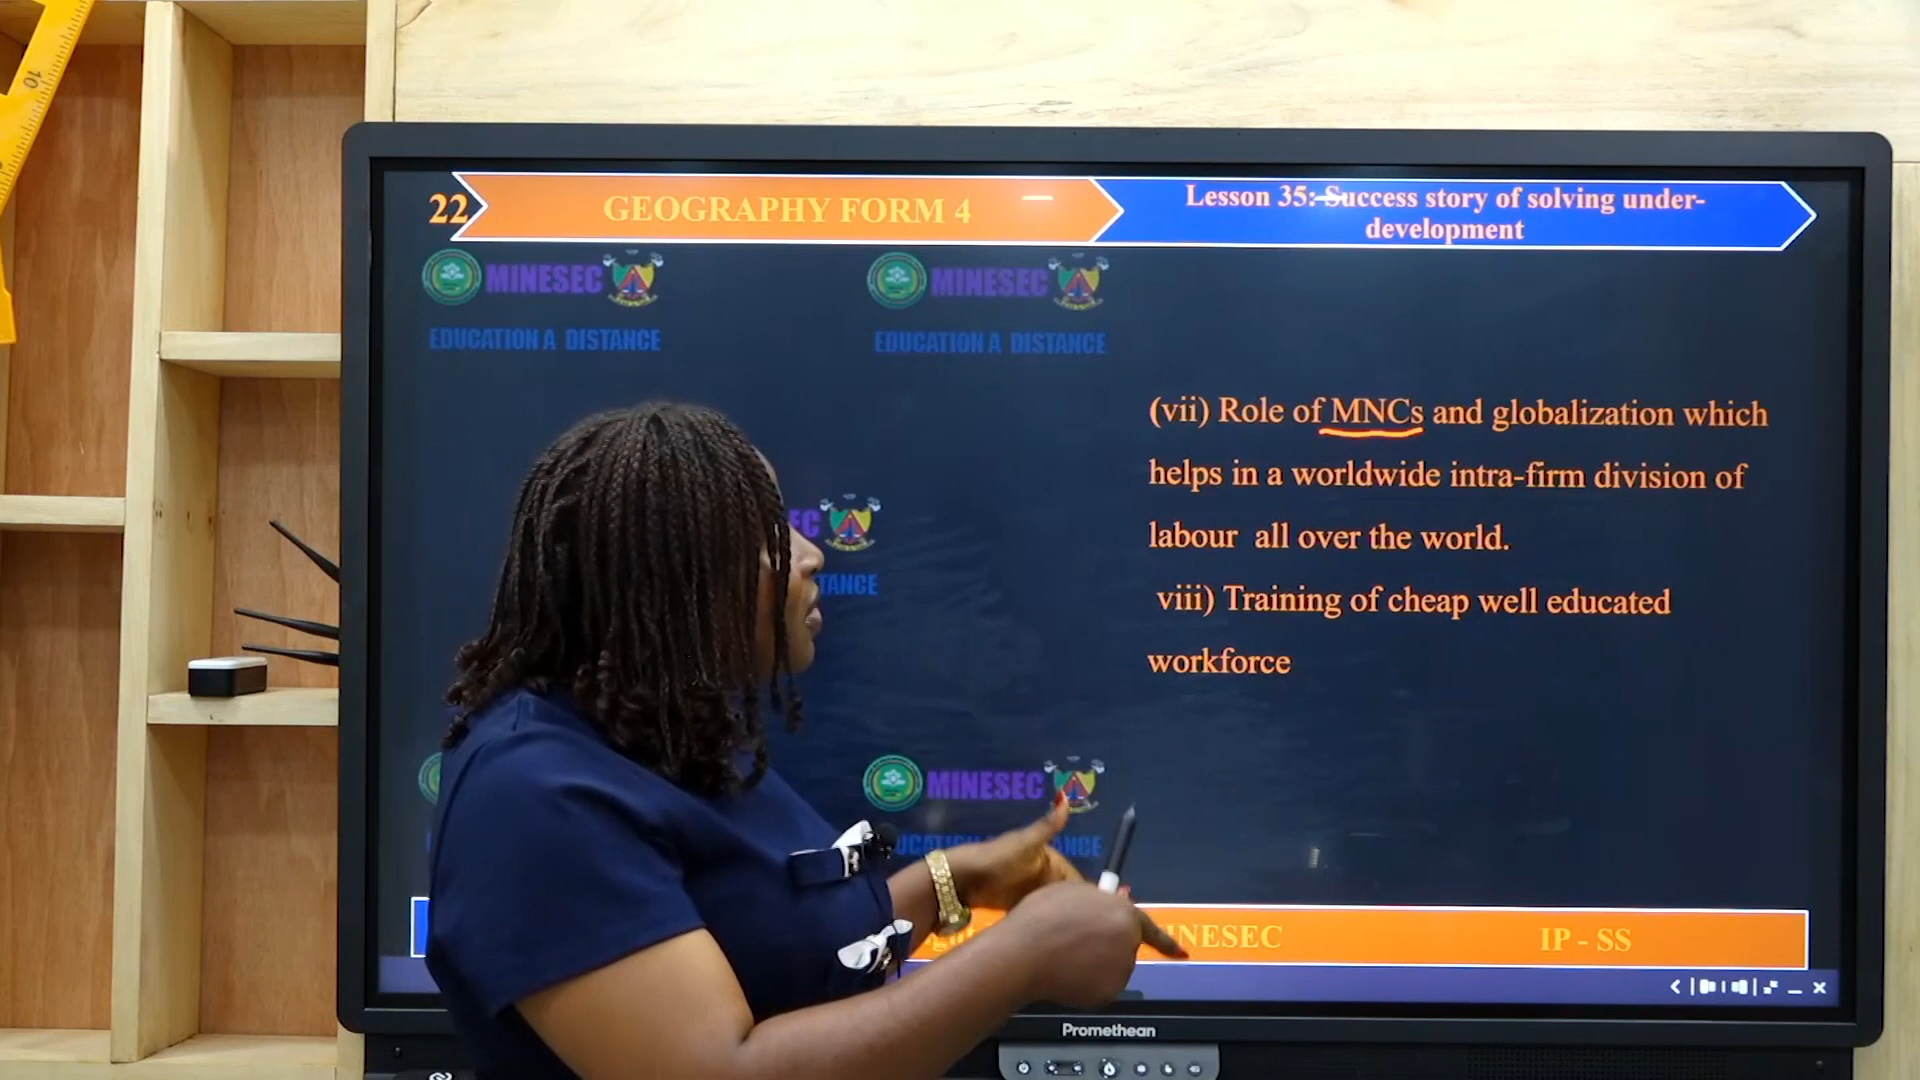 10
22
GEOGRAPHY FORM 4
Lesson 35: Success story of solving under-
development
MINESEC
EDUCATION A DISTANCE
MINESEC
EDUCATION A DISTANCE
(vii) Role of MNCs and globalization which
helps in a worldwide intra-firm division of
labour all over the world.
viii) Training of cheap well educated
workforce
MINESEC
IP - SS
Promethean